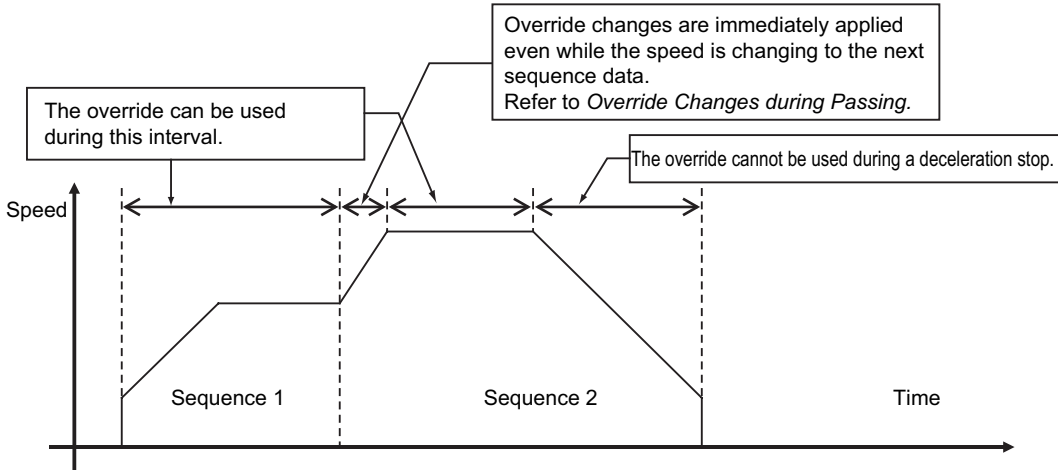 Override changes are immediately applied
even while the speed is changing to the next
sequence data.
Refer to Override Changes during Passing.
The override can be used
during this interval.
The override cannot be used during a deceleration stop.
Speed
Sequence 1
Sequence 2
Time